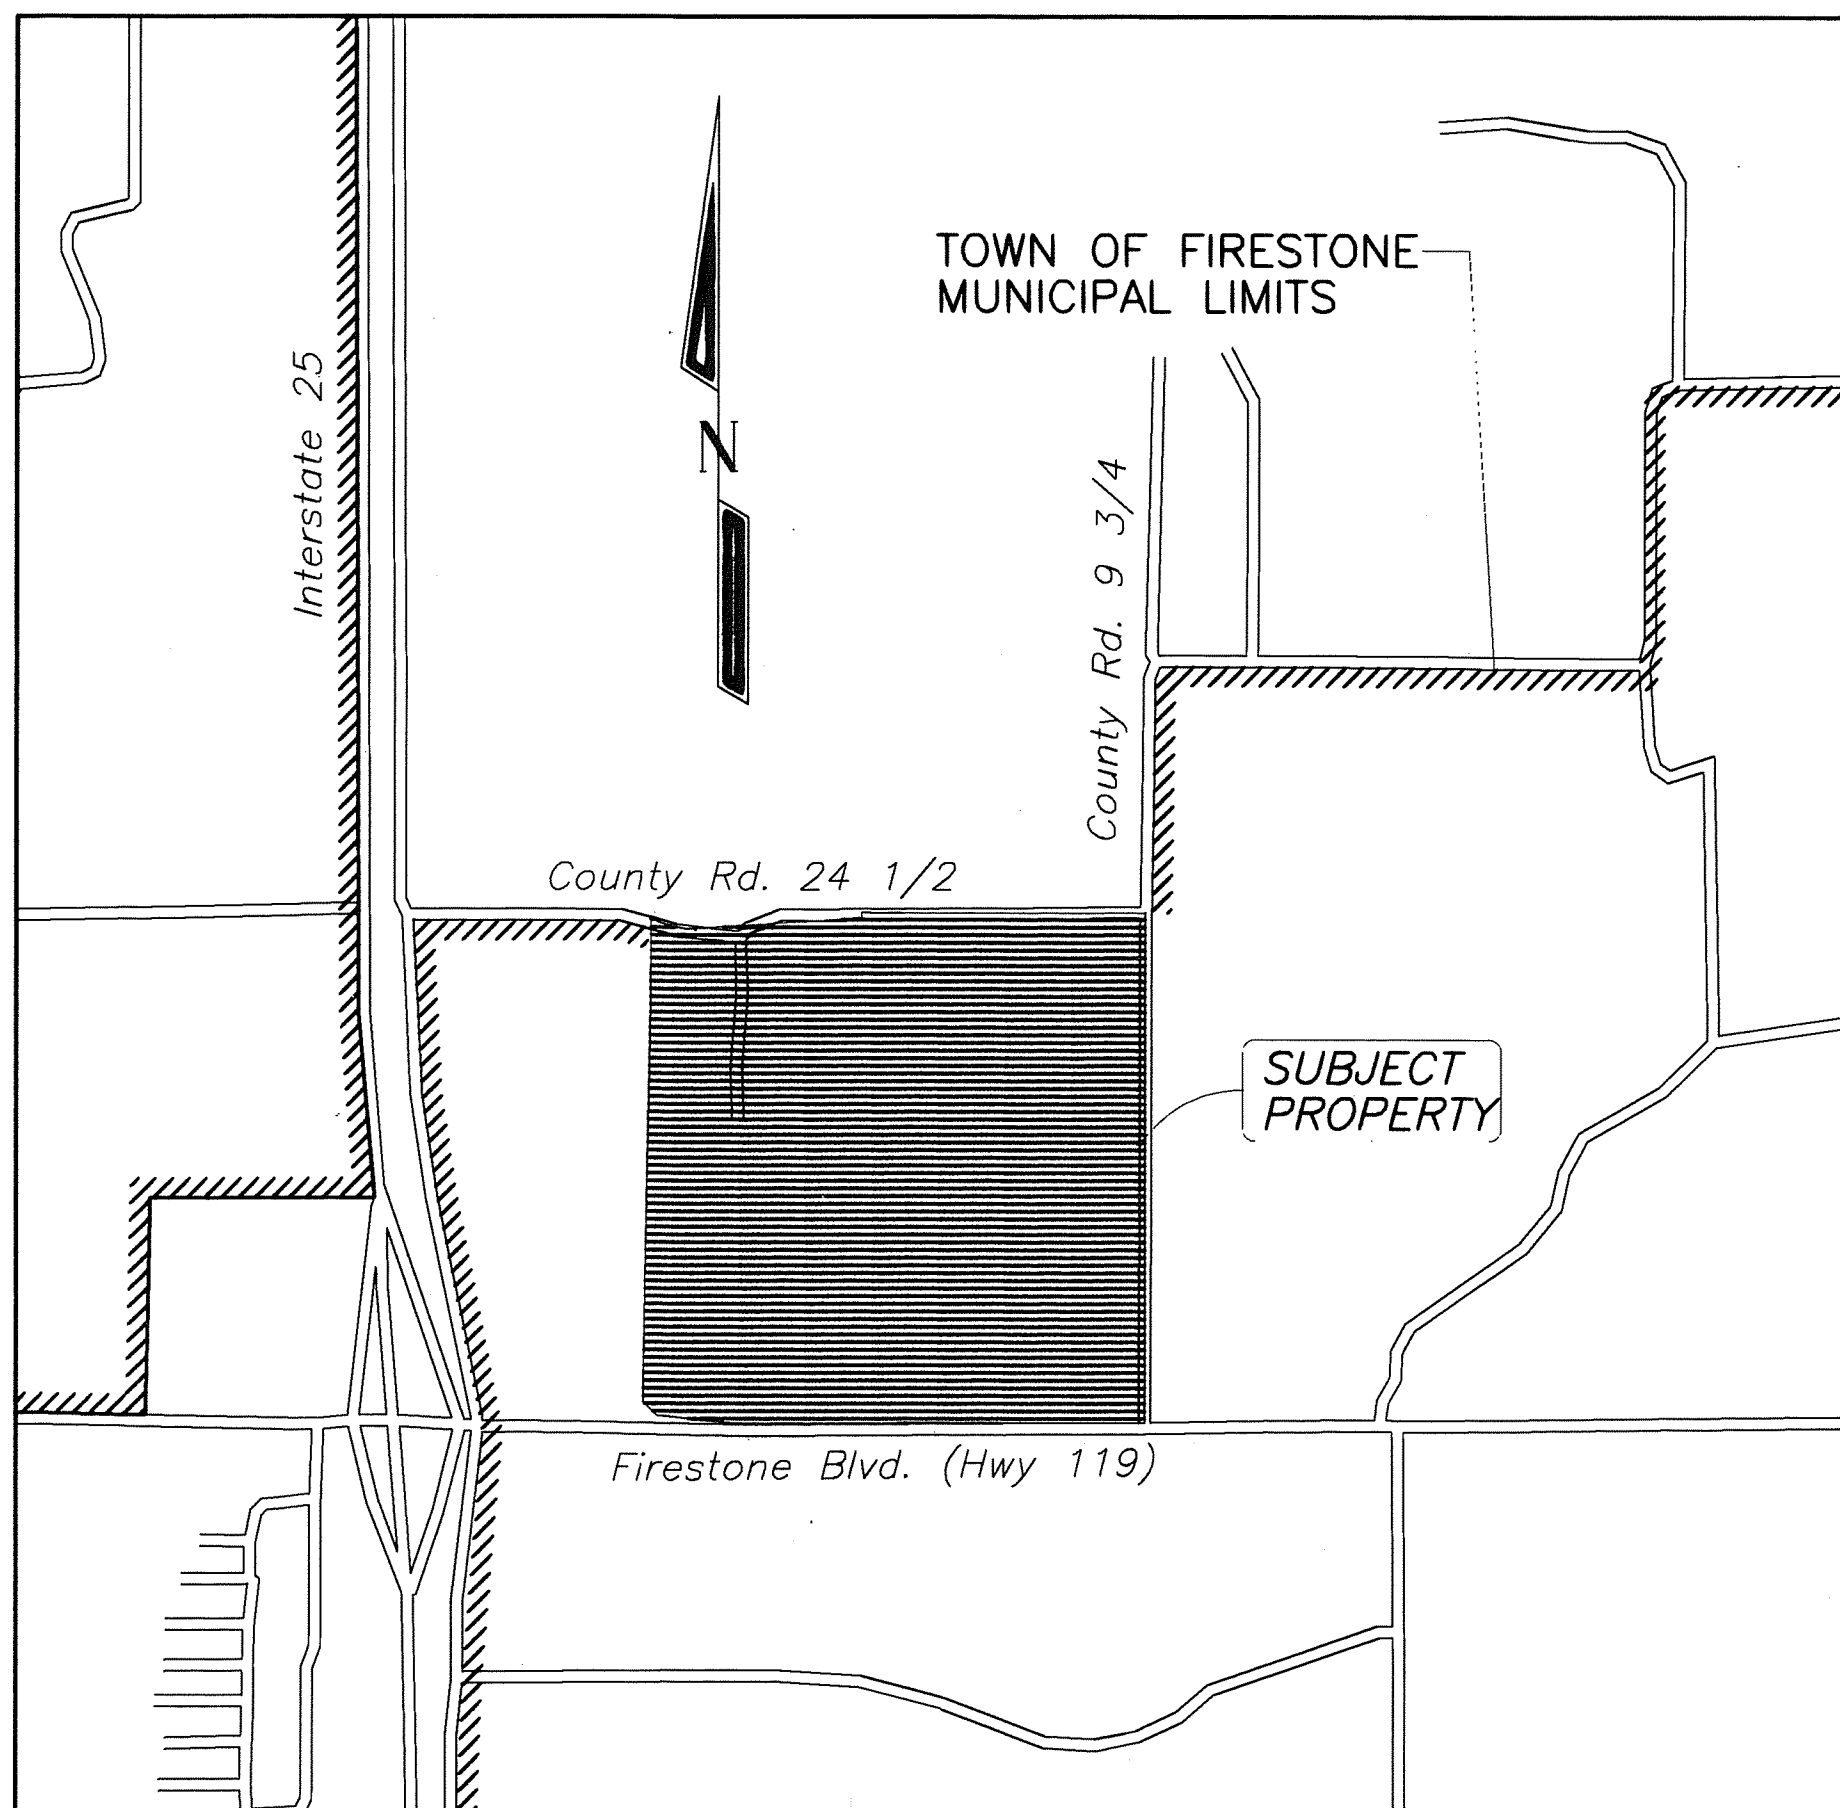 TOWN OF FIRESTONE
MUNICIPAL LIMITS
Interstate 25
N
County Rd. 9 3/4
County Rd. 24 1/2
SUBJECT
PROPERTY
Firestone Blvd. (Hwy 119)